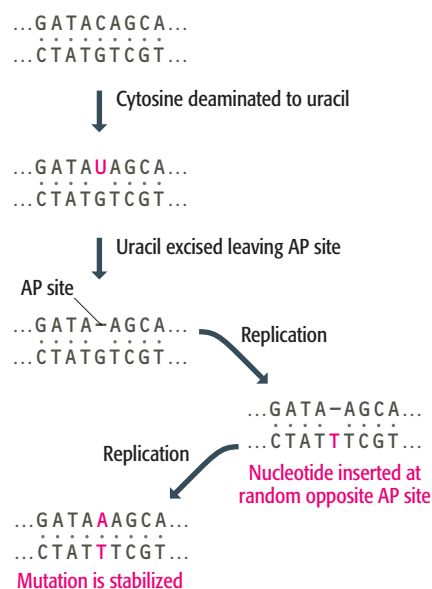 ...GATACAGCA...
...CTATGTCGT...
Cytosine deaminated to uracil
...GATAUAGCA...
...CTATGTCGT...
Uracil excised leaving AP site
AP site
...GATA–AGCA...
...CTATGTCGT...
Replication
...GATA–AGCA...
...CTATTTCGT...
Nucleotide inserted at
random opposite AP site
Replication
...GATAAAGCA...
...CTATTTCGT...
Mutation is stabilized